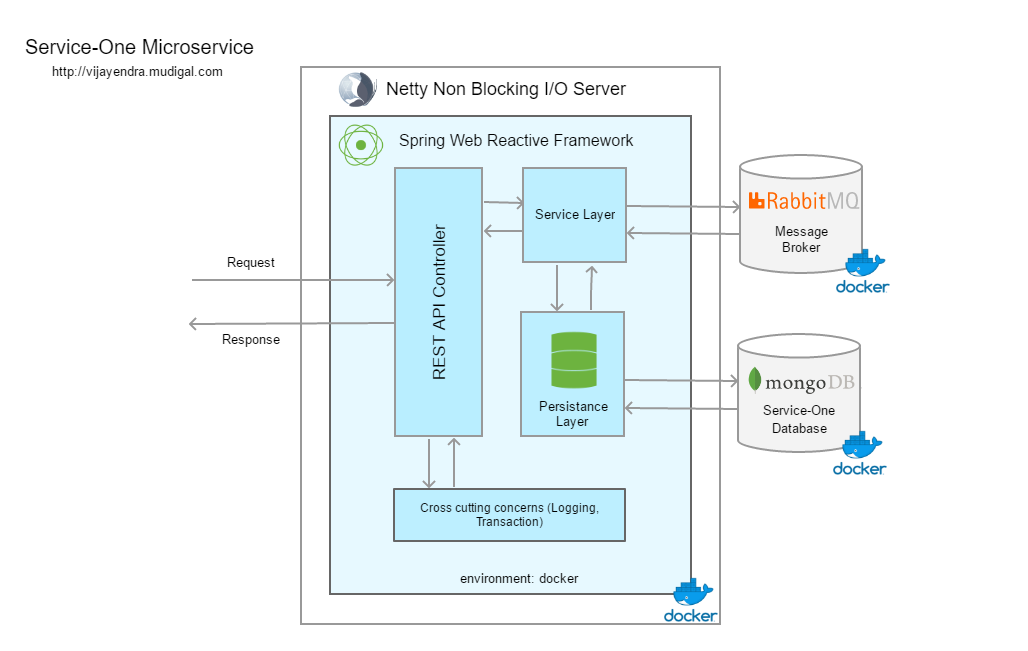 Service-One Microservice
http://vijayendra.mudigal.com
Netty Non Blocking I/O Server
Spring Web Reactive Framework
REST API Controller
Service Layer
Request
Response
Persistance
Layer
Cross cutting concerns (Logging,
Transaction)
environment: docker
docker
RabbitMQ
Message
Broker
docker
mongoDB
Service-One
Database
docker